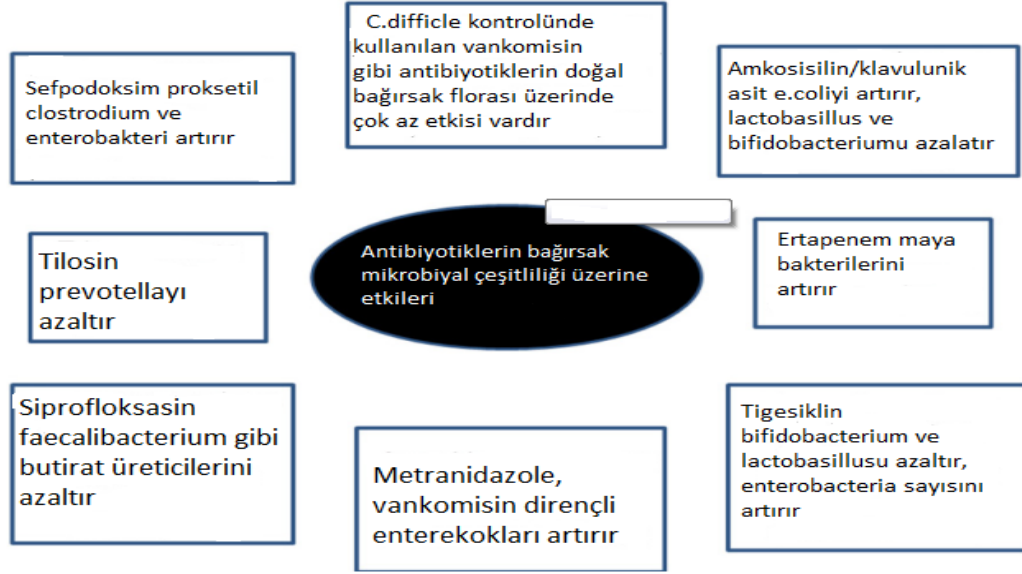 C.difficle kontrolünde
kullanılan vankomisin
gibi antibiyotiklerin doğal
bağırsak florası üzerinde
çok az etkisi vardır
Sefpodoksim proksetil
clostrodium ve
enterobakteri artırır
Amkosisilin/klavulunik
asit e.coliyi artırır,
lactobasillus ve
bifidobacteriumu azalatır
Tilosin
prevotellayı
azaltır
Antibiyotiklerin bağırsak
mikrobiyal çeşitliliği üzerine
etkileri
Ertapenem maya
bakterilerini
artırır
Siprofloksasin
faecalibacterium gibi
butirat üreticilerini
azaltır
Metranidazole,
vankomisin dirençli
enterekokları artırır
Tigesiklin
bifidobacterium ve
lactobasillusu azaltır,
enterobacteria sayısını
artırır